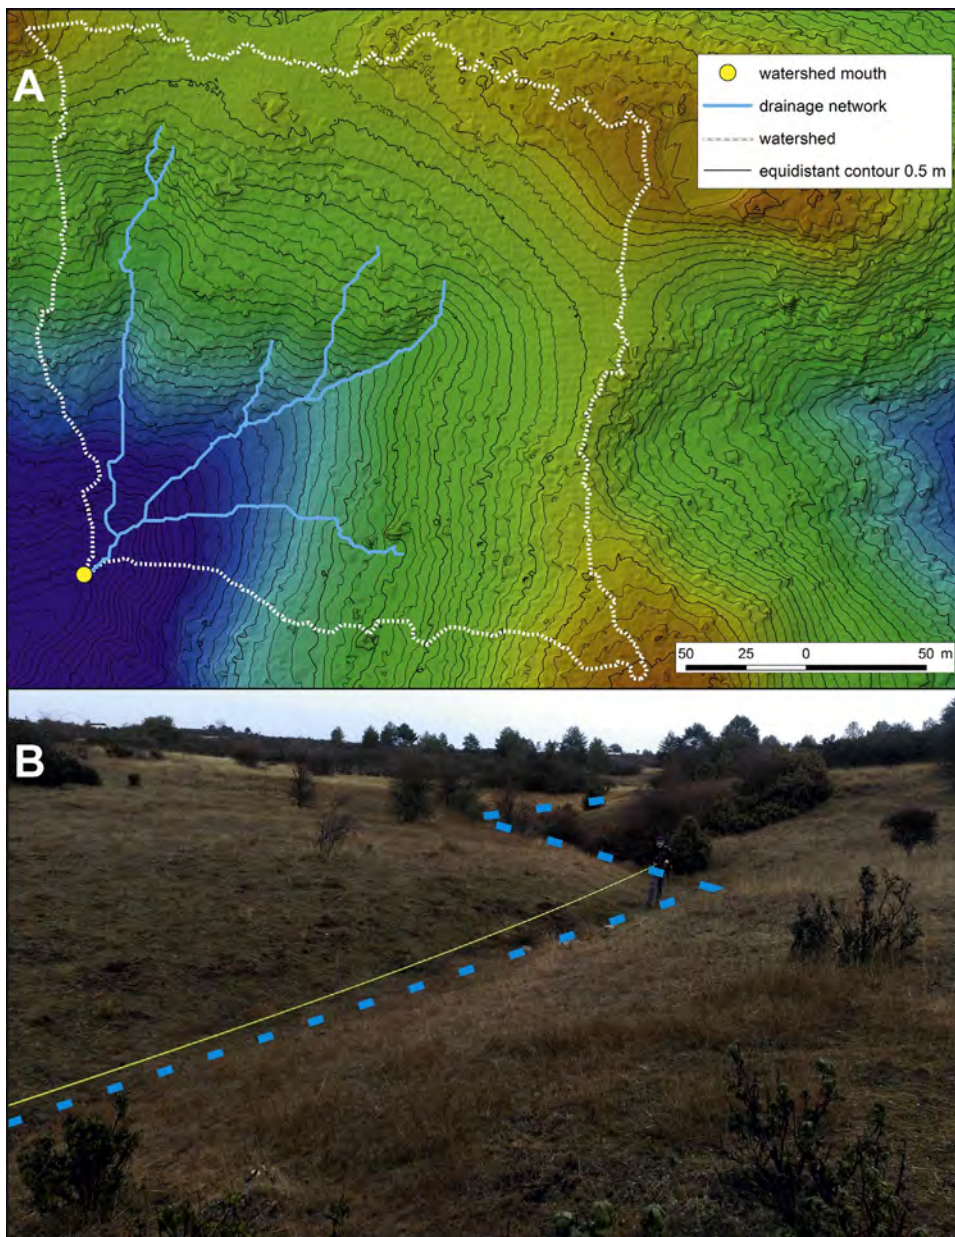 A
watershed mouth
drainage network
watershed
equidistant contour 0.5 m
50 25 0 50 m
B